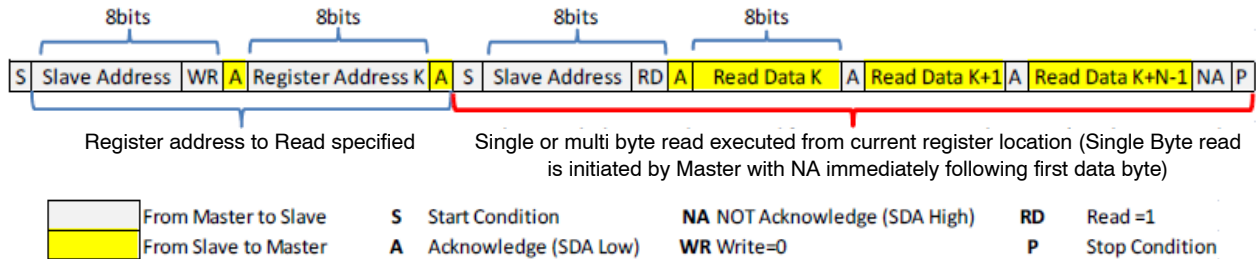 8bits 8bits 8bits 8bits
S Slave Address WR A Register Address K A S Slave Address RD A Read Data K A Read Data K+1 A Read Data K+N-1 NA P
Register address to Read specified
Single or multi byte read executed from current register location (Single Byte read
is initiated by Master with NA immediately following first data byte)
From Master to Slave S Start Condition NA NOT Acknowledge (SDA High) RD Read =1
From Slave to Master A Acknowledge (SDA Low) WR Write=0 P Stop Condition